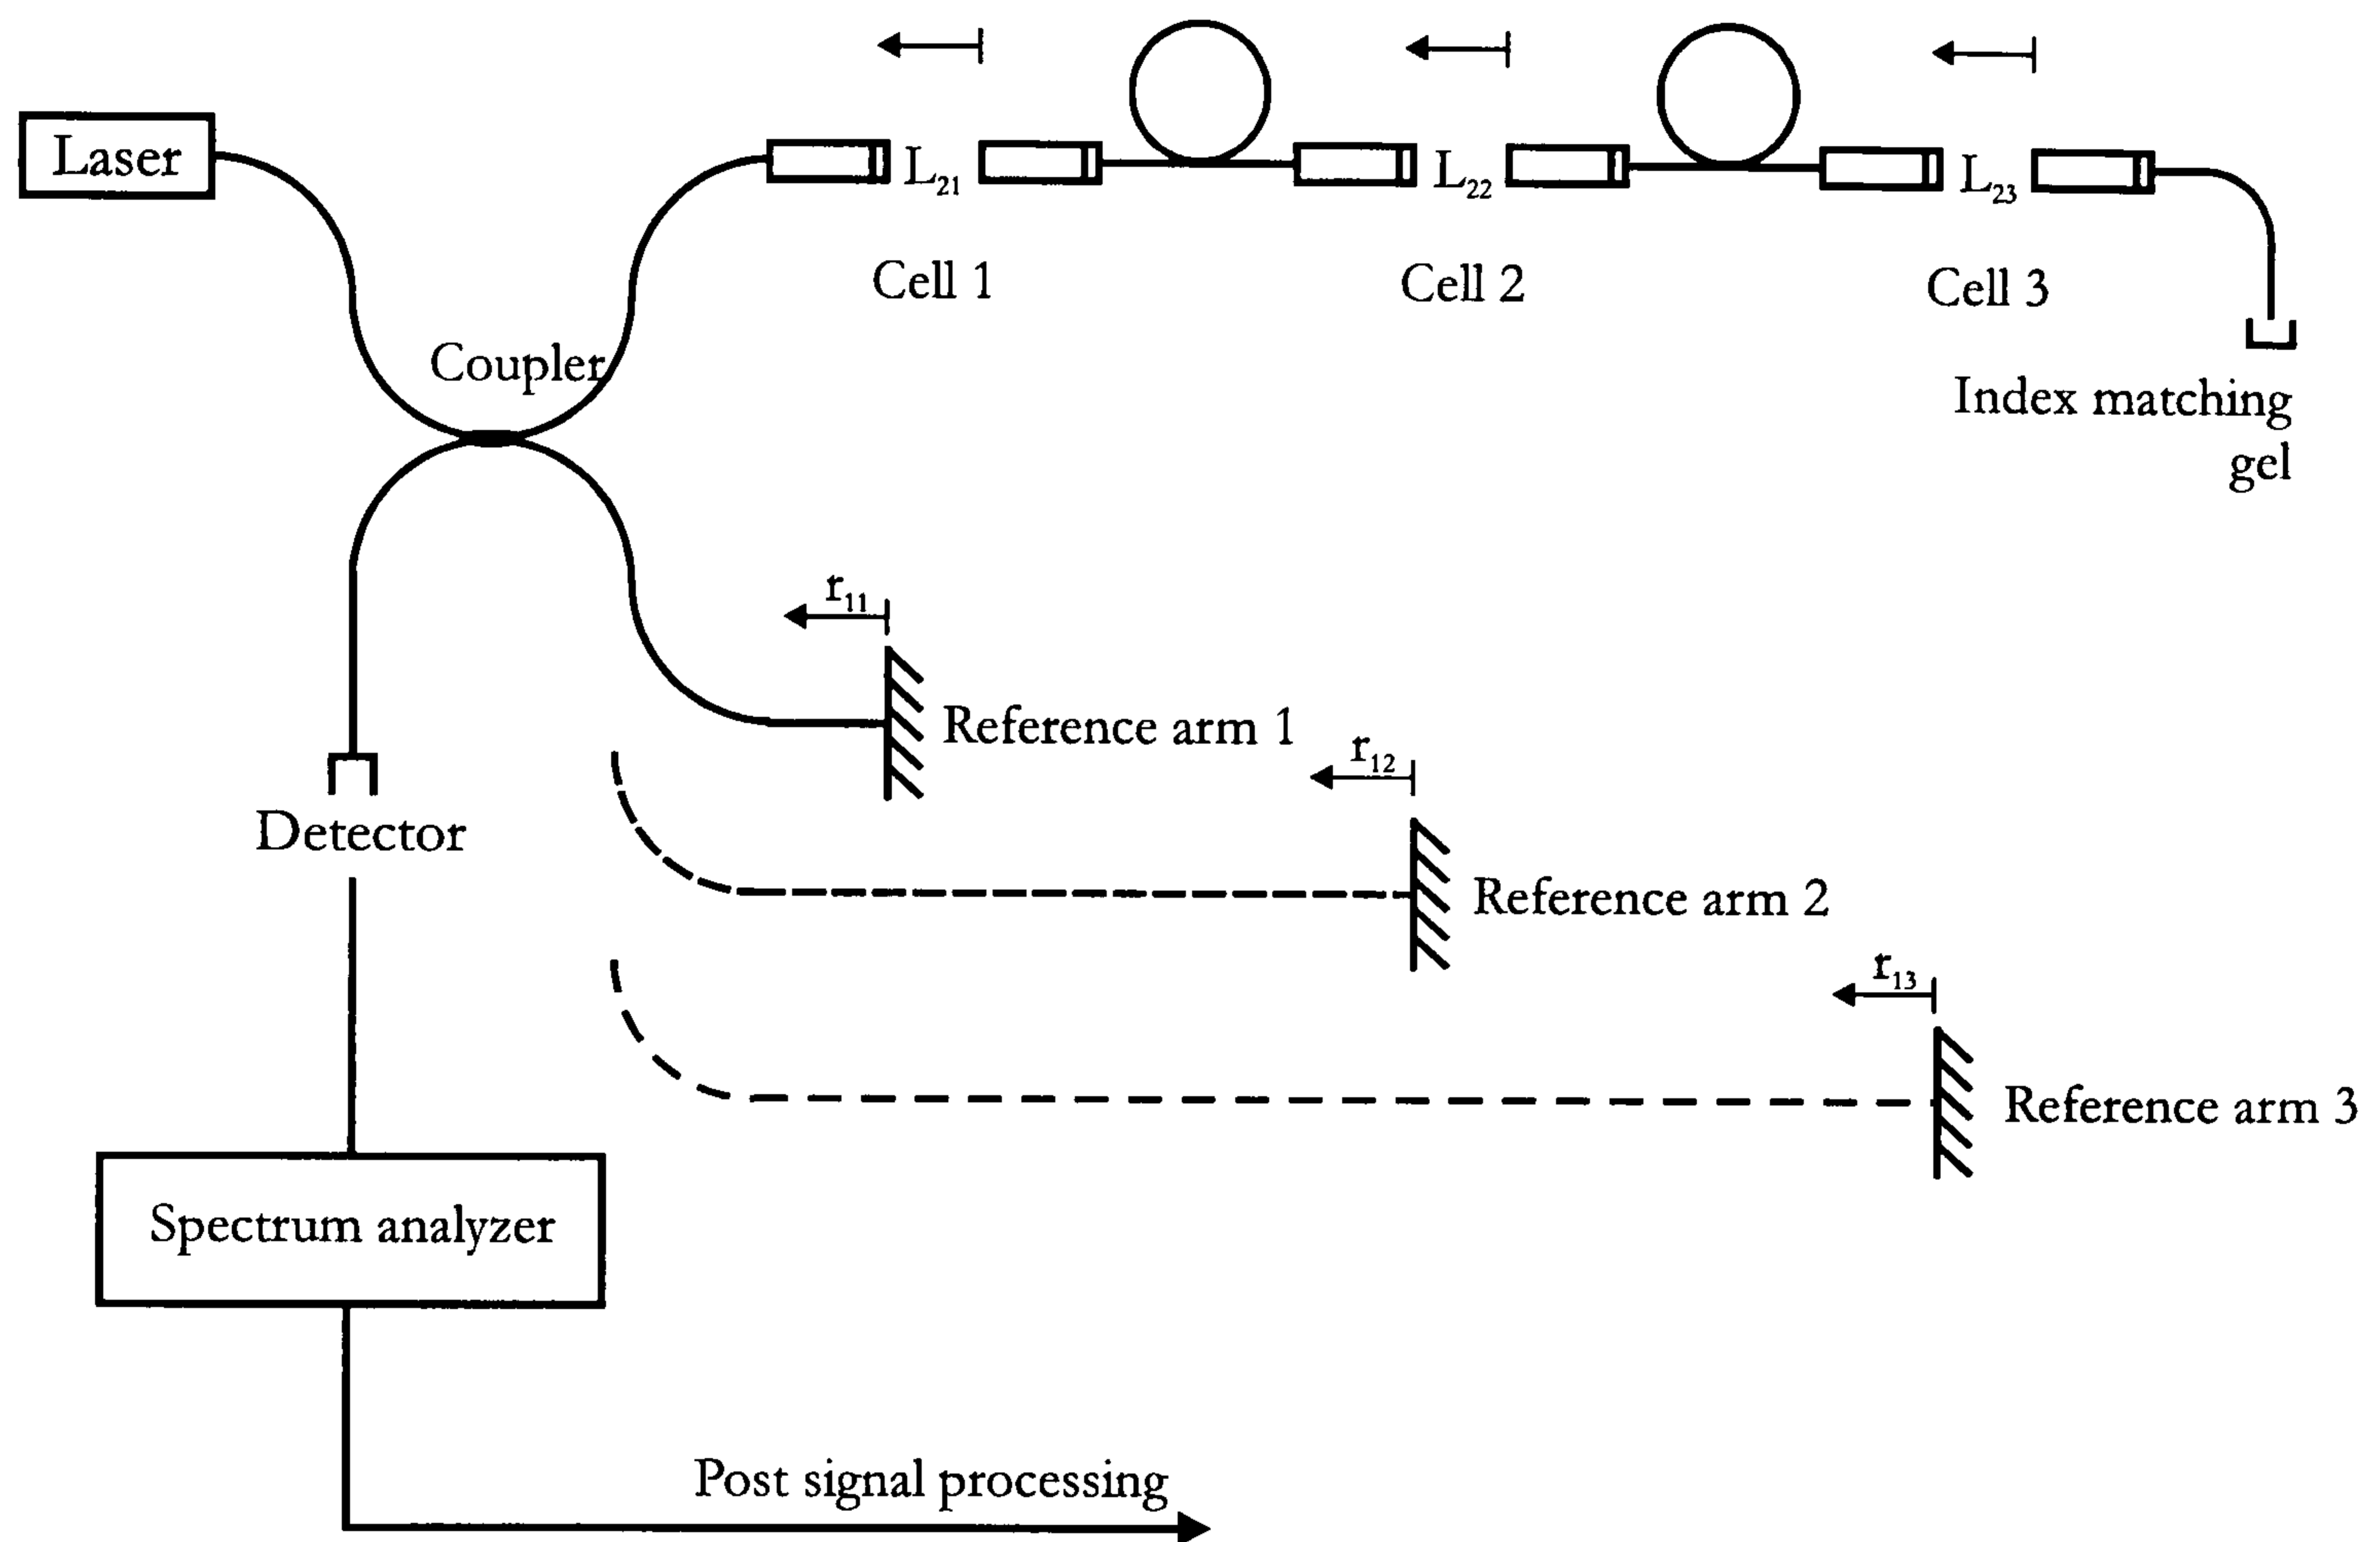 Laser
L21
L22
L23
Cell 1
Cell 2
Cell 3
Coupler
Index matching
gel
r11
Reference arm 1
r12
Detector
Reference arm 2
r13
Reference arm 3
Spectrum analyzer
Post signal processing